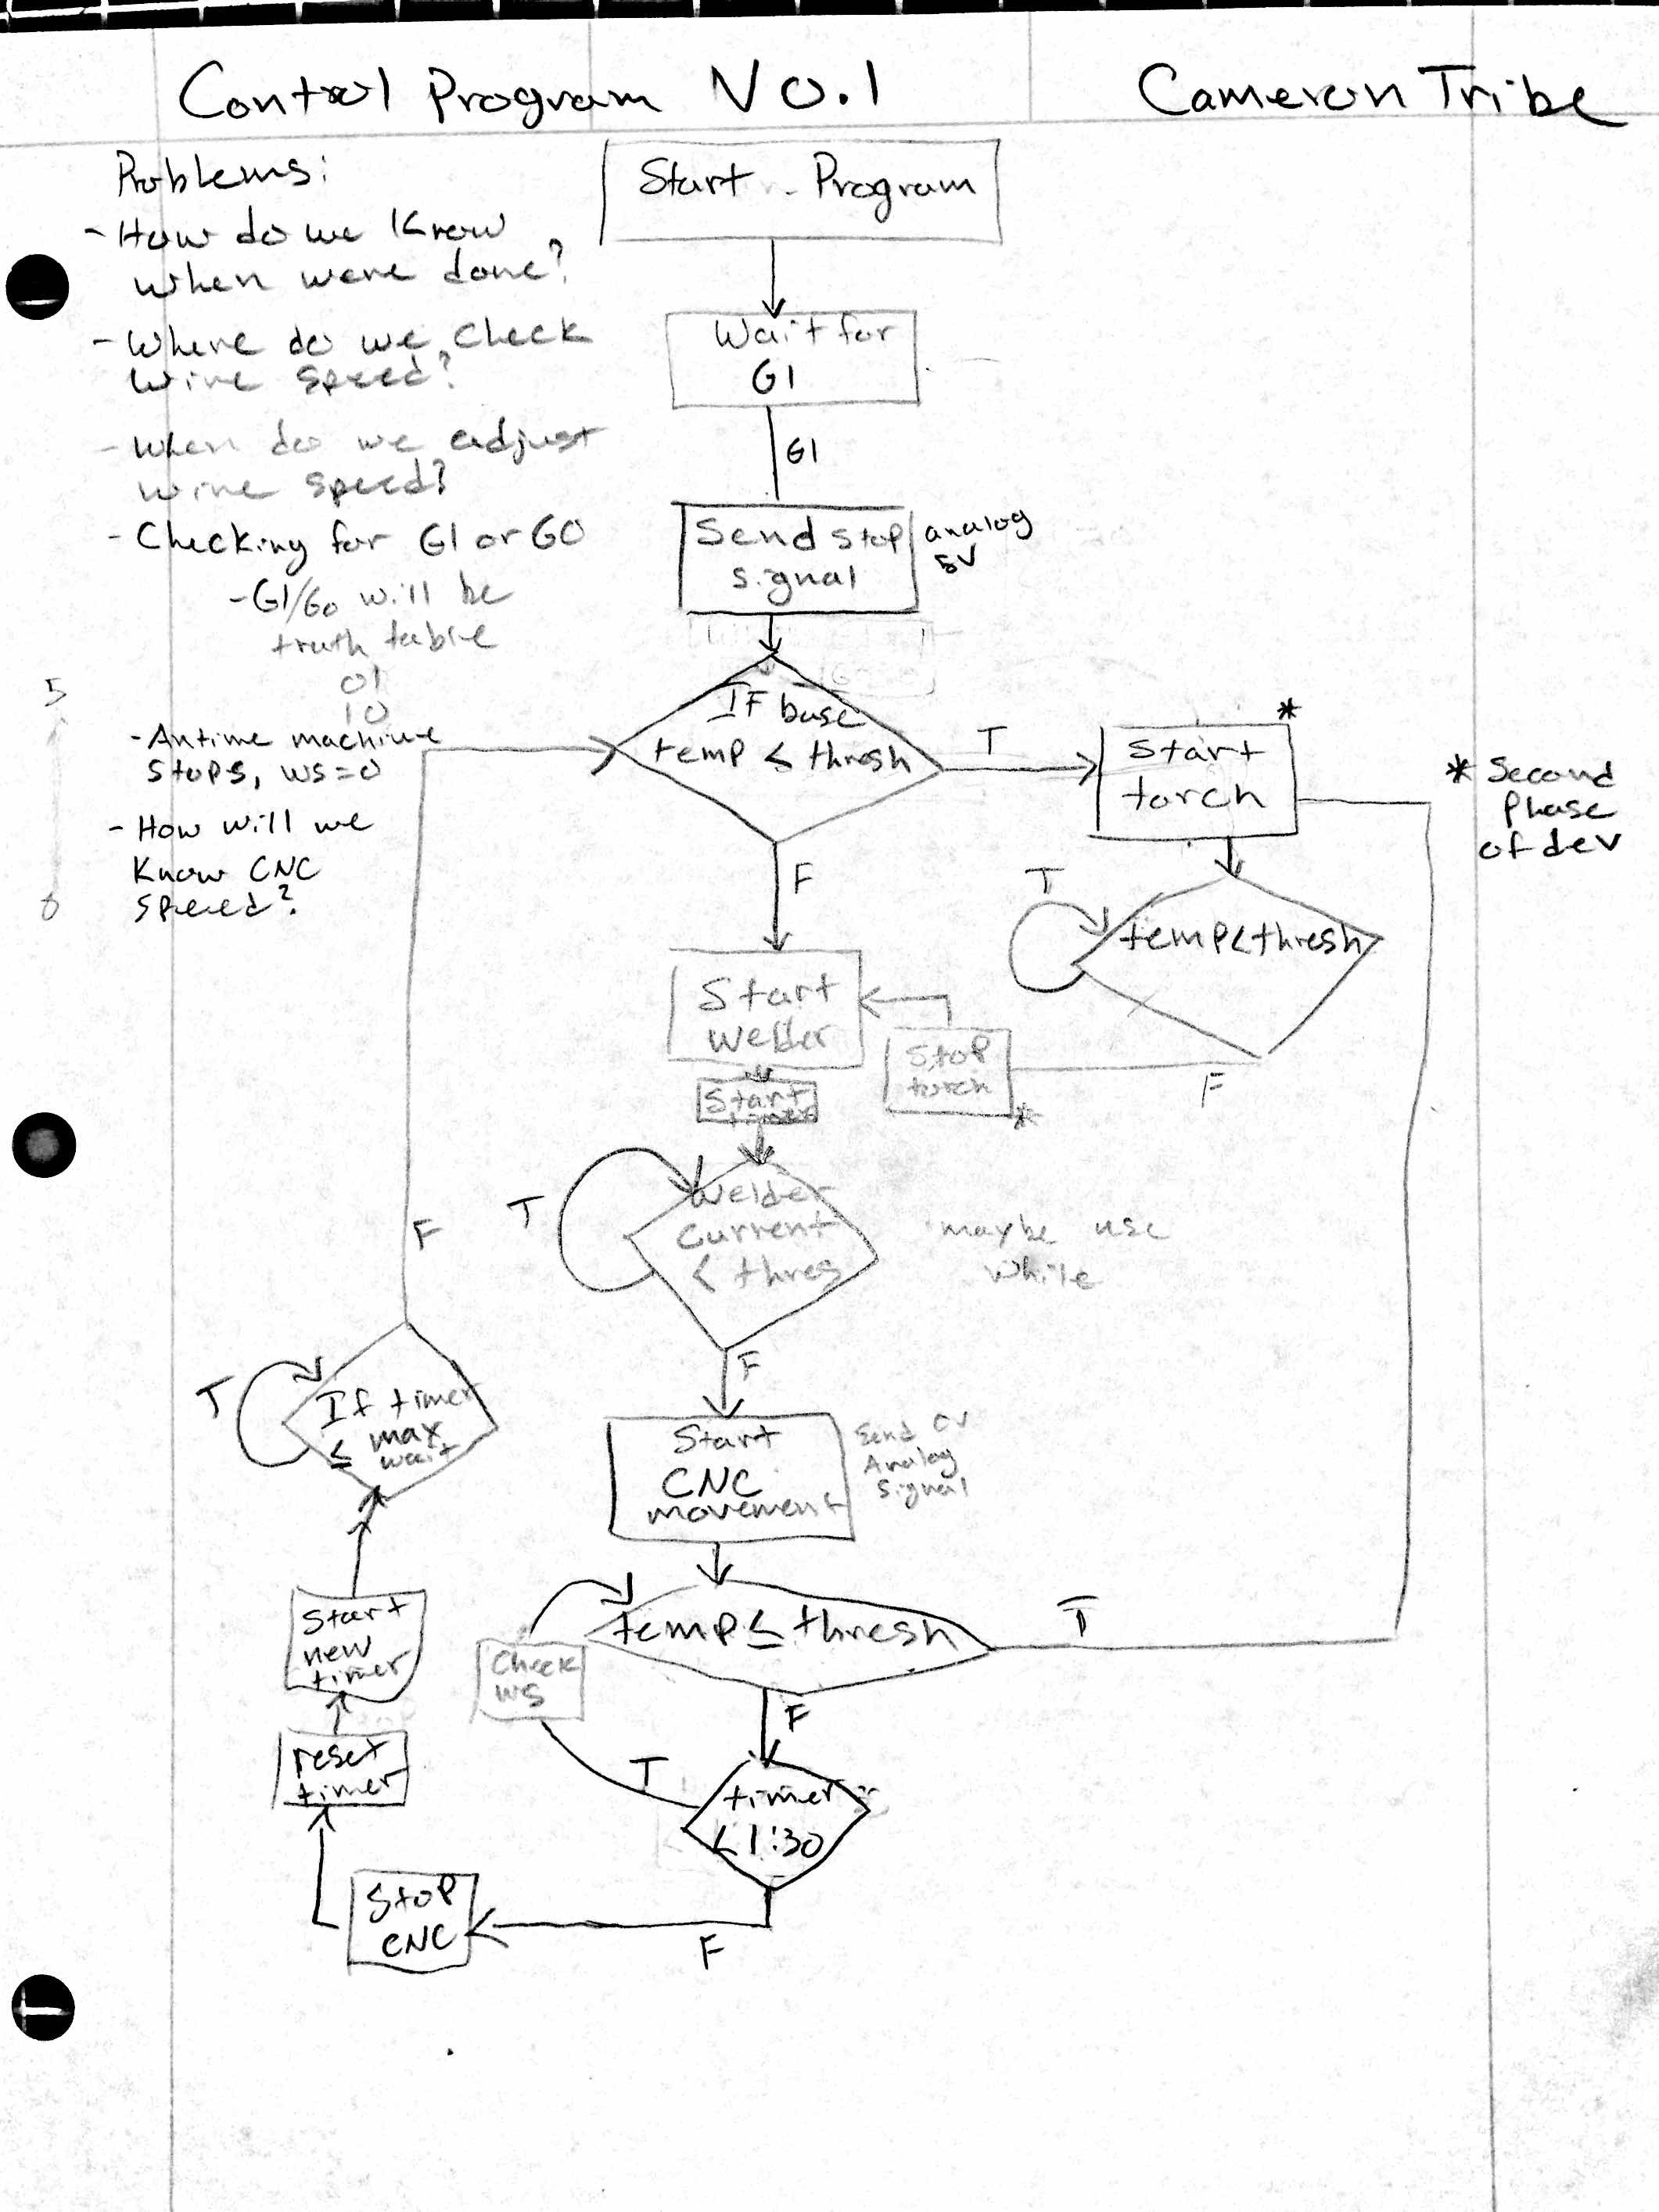 Control Program V0.1
Cameron Tribe
Problems:
- How do we know
when were done?
- Where do we check
wire speed?
- When do we adjust
wire speed?
- Checking for G1 or G0
- G1/G0 will be
truth table
01
10
5
0
- Antime machine
stops, ws=0
- How will we
know CNC
speed?
Start Program
Wait for
G1
G1
Send stop
signal
analog
5V
IF base
temp ≤ thresh
T
F
*
Start
torch
* Second
Phase
of dev
T
temp<thresh
F
Stop
torch
*
Start
Welder
Start
timer
T
Welder
Current
< thres
maybe use
while
F
Start
CNC
movement
Send 0V
Analog
Signal
temp ≤ thresh
T
F
Check
WS
T
timer
<1:30
F
Stop
CNC
reset
timer
Start
new
timer
T
If timer
≤ max
wait
F